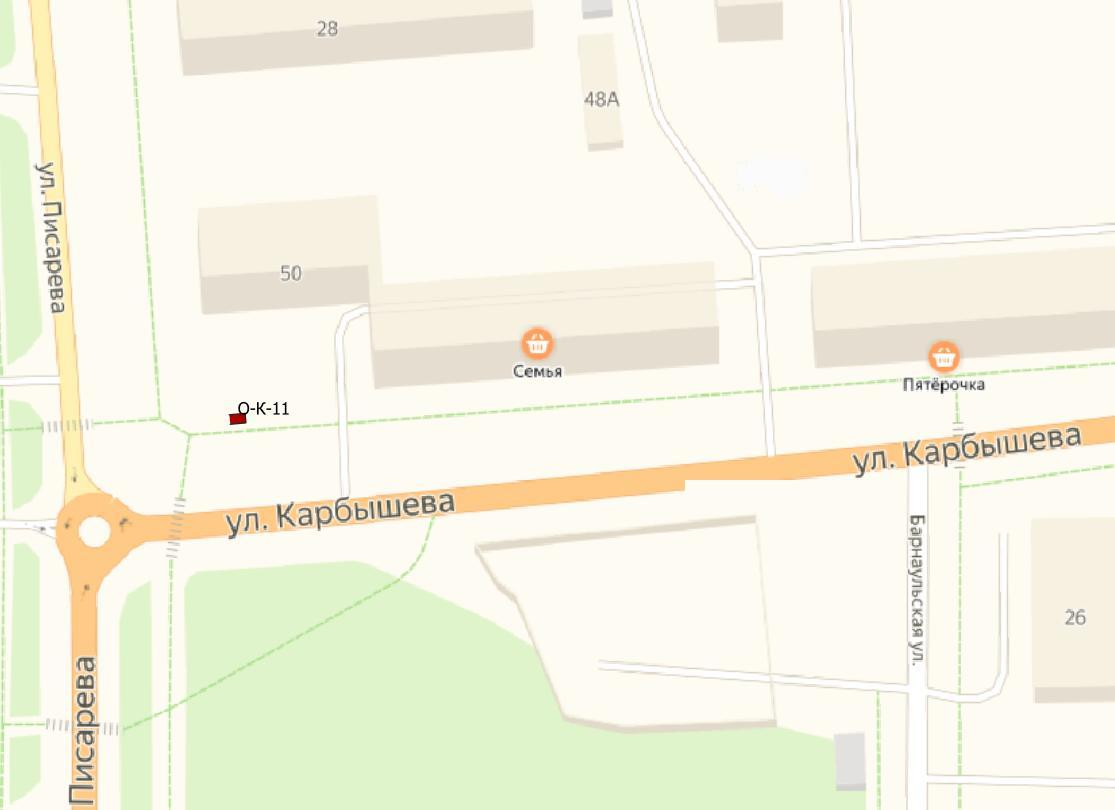 28
48А
ул. Писарева
50
Семья
Пятёрочка
О-К-11
ул. Карбышева
ул. Карбышева
Барнаульская ул.
26
Писарева